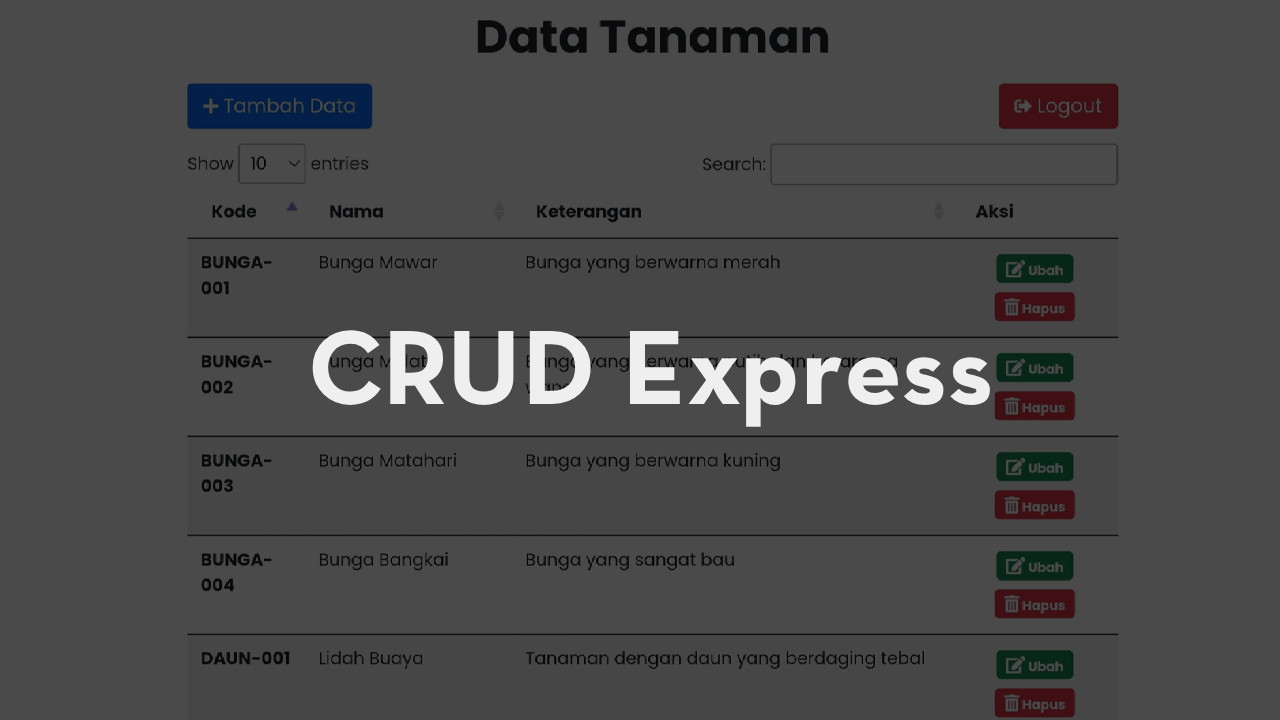 Data Tanaman
Tambah Data
Logout
Show 10 entries
Search:
Kode Nama Keterangan Aksi
BUNGA-
001
Bunga Mawar
Bunga yang berwarna merah
Ubah
Hapus
CRUD Express
BUNGA-
002
yang
Ubah
Hapus
BUNGA-
003
Bunga Matahari
Bunga yang berwarna kuning
Ubah
Hapus
BUNGA-
004
Bunga Bangkai
Bunga yang sangat bau
Ubah
Hapus
DAUN-001
Lidah Buaya
Tanaman dengan daun yang berdaging tebal
Ubah
Hapus